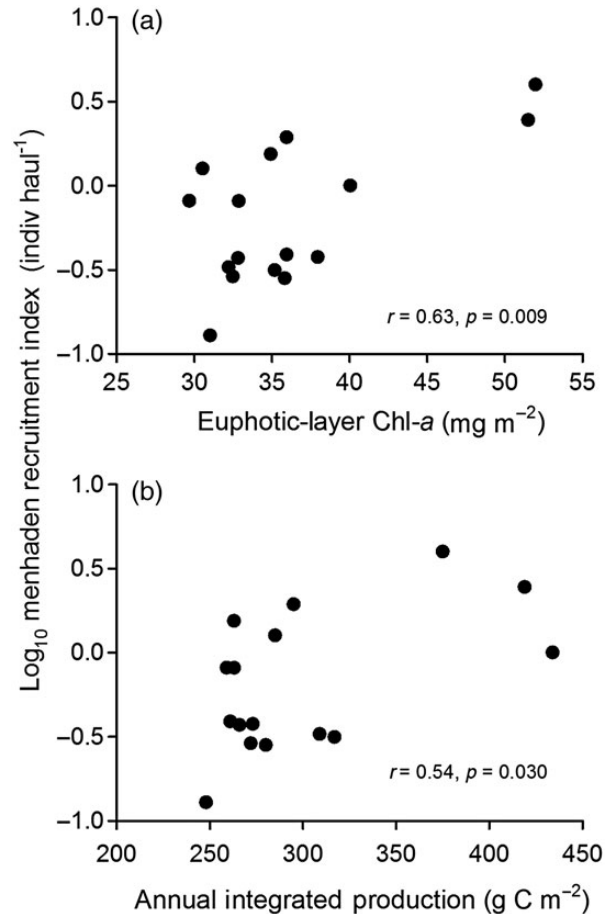 (a)
1.0
0.5
0.0
–0.5
–1.0
25 30 35 40 45 50 55
r = 0.63, p = 0.009
Euphotic-layer Chl-a (mg m⁻²)
Log₁₀ menhaden recruitment index (indiv haul⁻¹)
(b)
1.0
0.5
0.0
–0.5
–1.0
200 250 300 350 400 450
r = 0.54, p = 0.030
Annual integrated production (g C m⁻²)